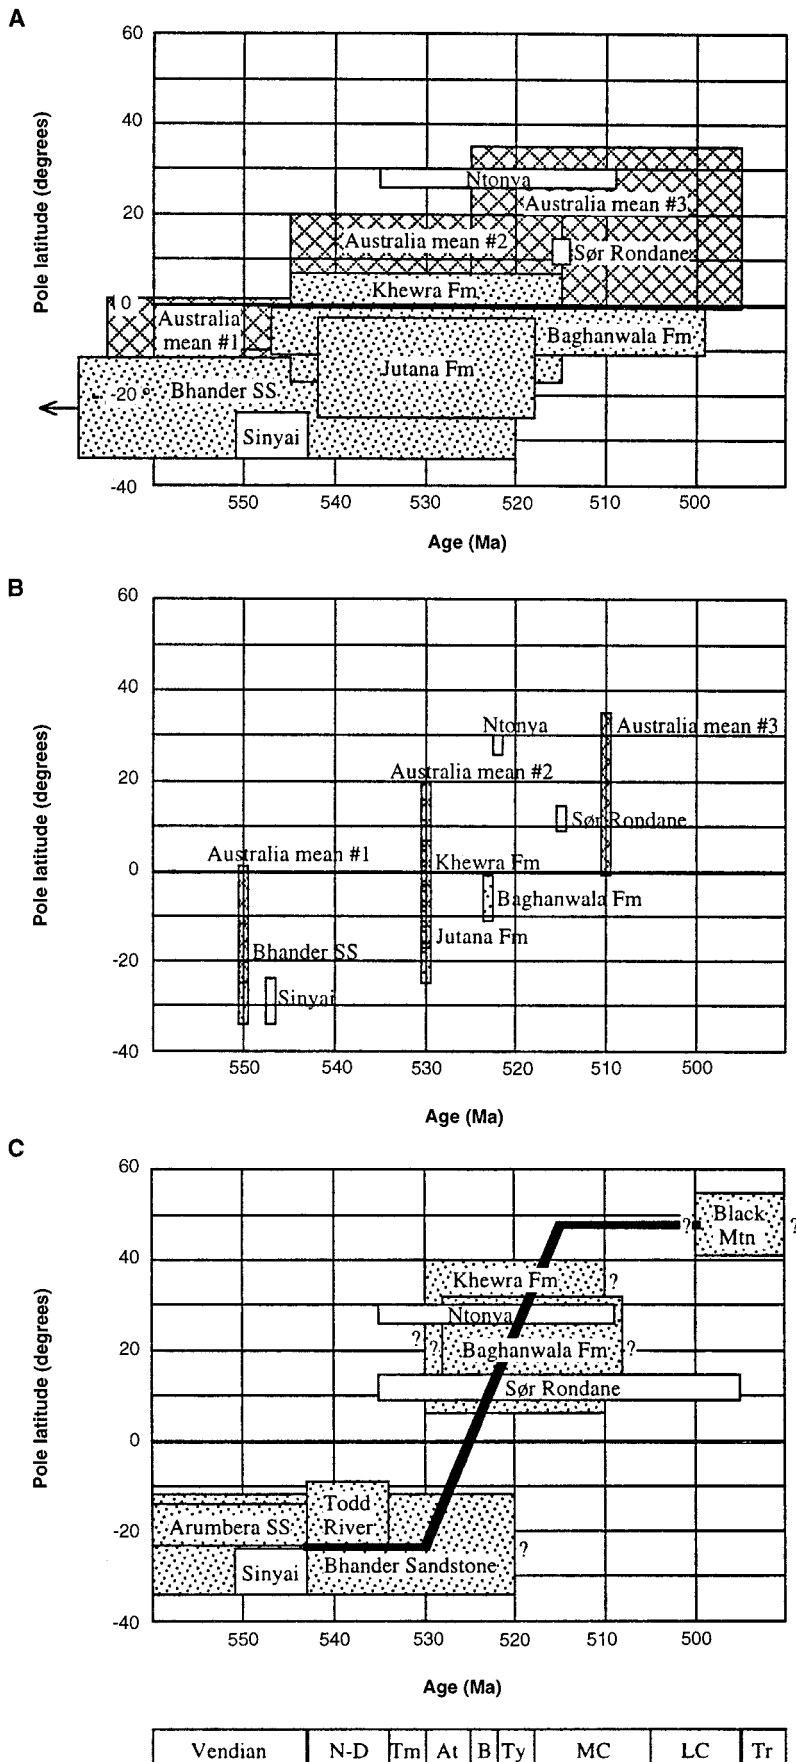 A
60
40
20
0
-20
-40
Pole latitude (degrees)
Ntonya
Australia mean #3
Australia mean #2
Sør Rondane
Khewra Fm
Australia
mean #1
Baghanwala Fm
Jutana Fm
Bhander SS
Sinyai
550 540 530 520 510 500
Age (Ma)
B
60
40
20
0
-20
-40
Pole latitude (degrees)
Ntonya
Australia mean #3
Australia mean #2
Sør Rondane
Australia mean #1
Khewra Fm
Baghanwala Fm
Jutana Fm
Bhander SS
Sinyai
550 540 530 520 510 500
Age (Ma)
C
60
40
20
0
-20
-40
Pole latitude (degrees)
Black
? Mtn ?
Khewra Fm ?
Ntonya
? ? Baghanwala Fm ?
Sør Rondane
Todd
River
Arumbera SS
Bhander Sandstone ?
Sinyai
550 540 530 520 510 500
Age (Ma)
Vendian N-D Tm At B Ty MC LC Tr